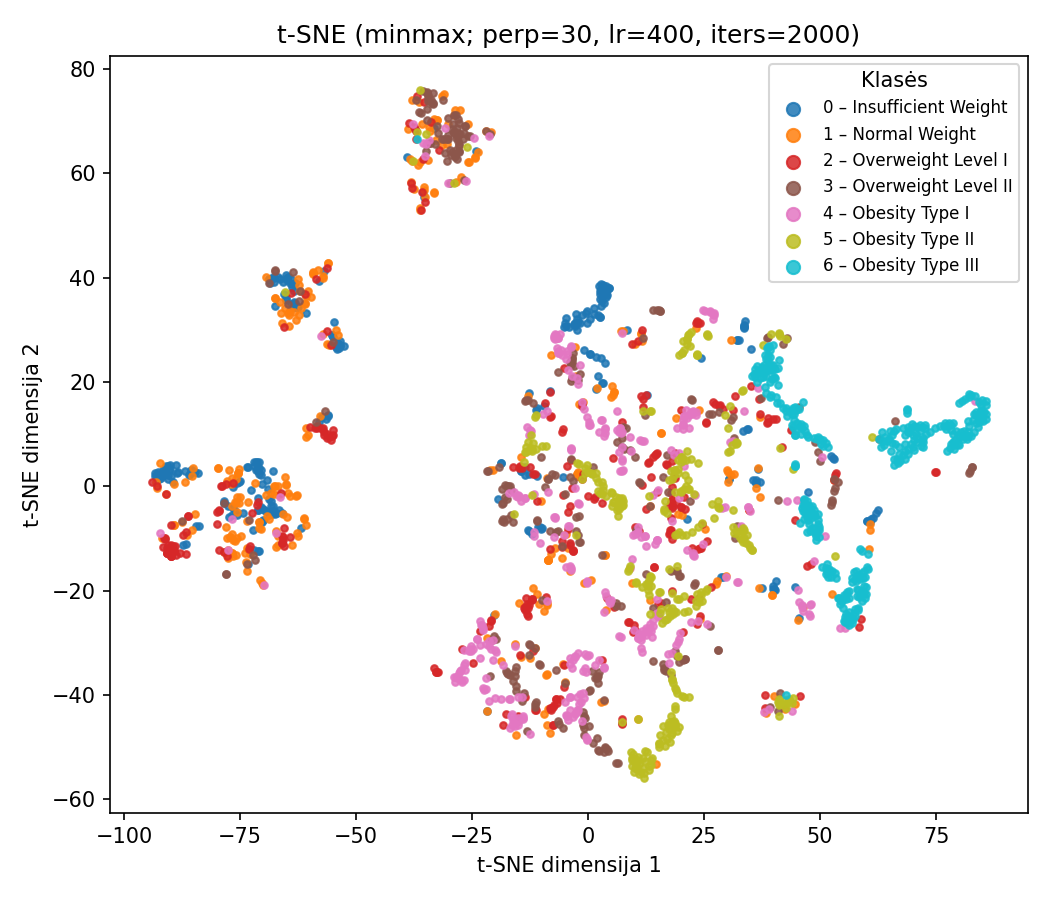 t-SNE (minmax; perp=30, lr=400, iters=2000)
Klasės
0 – Insufficient Weight
1 – Normal Weight
2 – Overweight Level I
3 – Overweight Level II
4 – Obesity Type I
5 – Obesity Type II
6 – Obesity Type III
t-SNE dimensija 2
80
60
40
20
0
−20
−40
−60
−100
−75
−50
−25
0
25
50
75
t-SNE dimensija 1